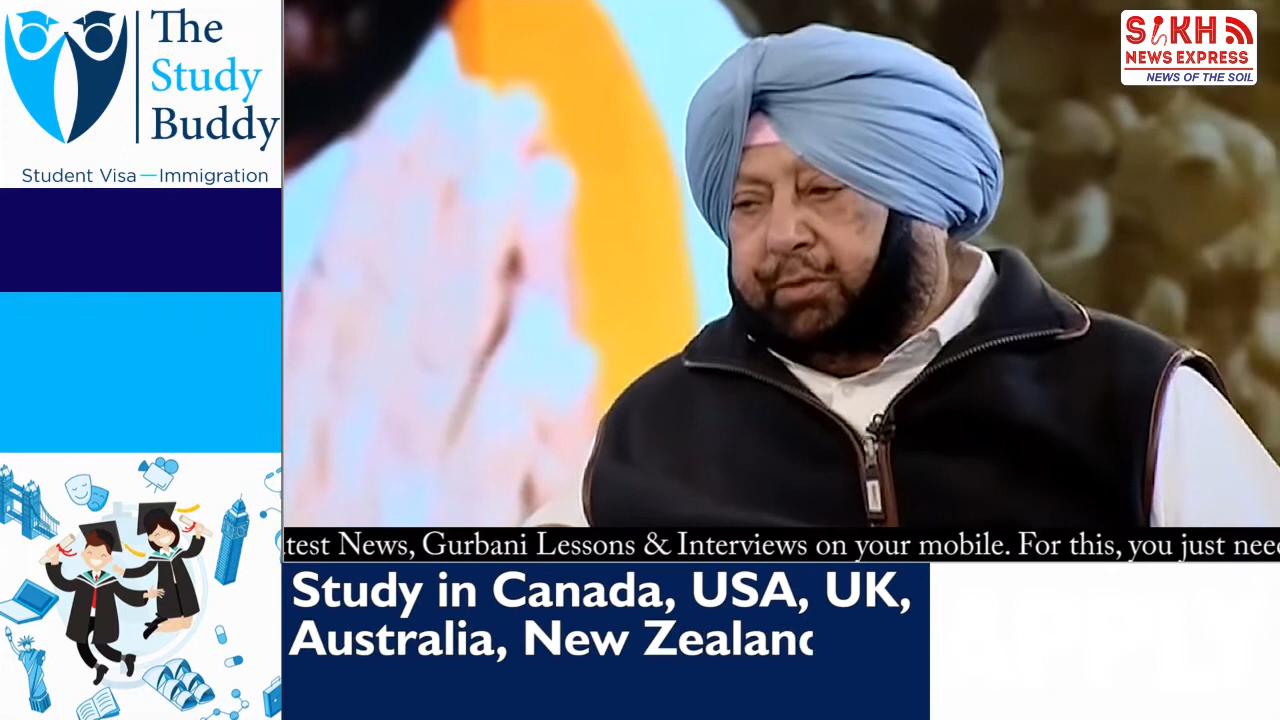 The
Study
Buddy
Student Visa—Immigration
SIKH
NEWS EXPRESS
NEWS OF THE SOIL
test News, Gurbani Lessons & Interviews on your mobile. For this, you just nee
Study in Canada, USA, UK,
Australia, New Zealand